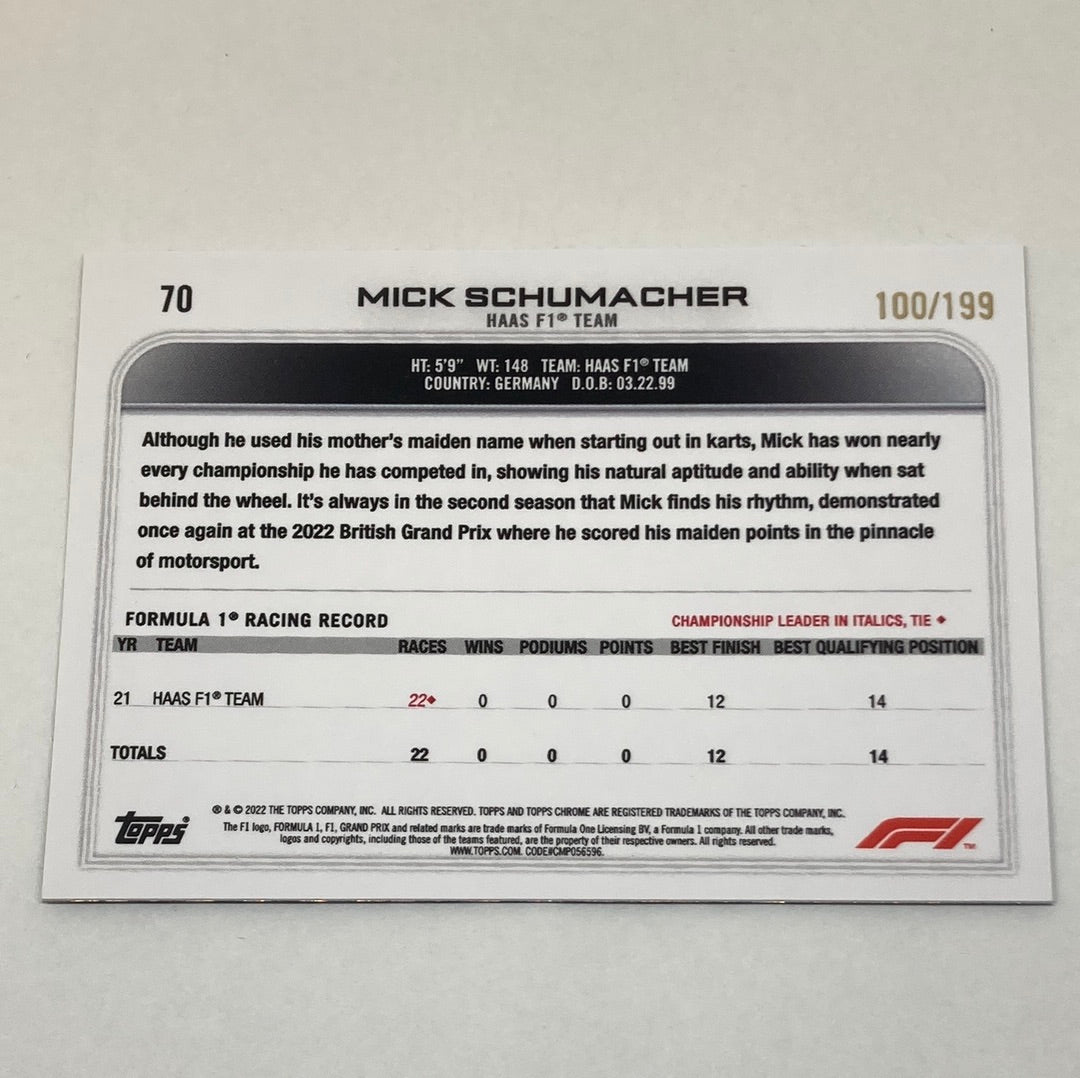 70 MICK SCHUMACHER 100/199
HAAS F1® TEAM
HT: 5'9" WT: 148 TEAM: HAAS F1® TEAM
COUNTRY: GERMANY D.O.B: 03.22.99
Although he used his mother's maiden name when starting out in karts, Mick has won nearly
every championship he has competed in, showing his natural aptitude and ability when sat
behind the wheel. It's always in the second season that Mick finds his rhythm, demonstrated
once again at the 2022 British Grand Prix where he scored his maiden points in the pinnacle
of motorsport.
FORMULA 1® RACING RECORD CHAMPIONSHIP LEADER IN ITALICS, TIE ◆
YR TEAM RACES WINS PODIUMS POINTS BEST FINISH BEST QUALIFYING POSITION
21 HAAS F1® TEAM 22◆ 0 0 0 12 14
TOTALS 22 0 0 0 12 14
® & © 2022 THE TOPPS COMPANY, INC. ALL RIGHTS RESERVED. TOPPS AND TOPPS CHROME ARE REGISTERED TRADEMARKS OF THE TOPPS COMPANY, INC.
The F1 logo, FORMULA 1, F1, GRAND PRIX and related marks are trade marks of Formula One Licensing BV, a Formula 1 company. All other trade marks,
logos and copyrights, including those of the teams featured, are the property of their respective owners. All rights reserved.
WWW.TOPPS.COM. CODE#CMP056596.
topps
F1™